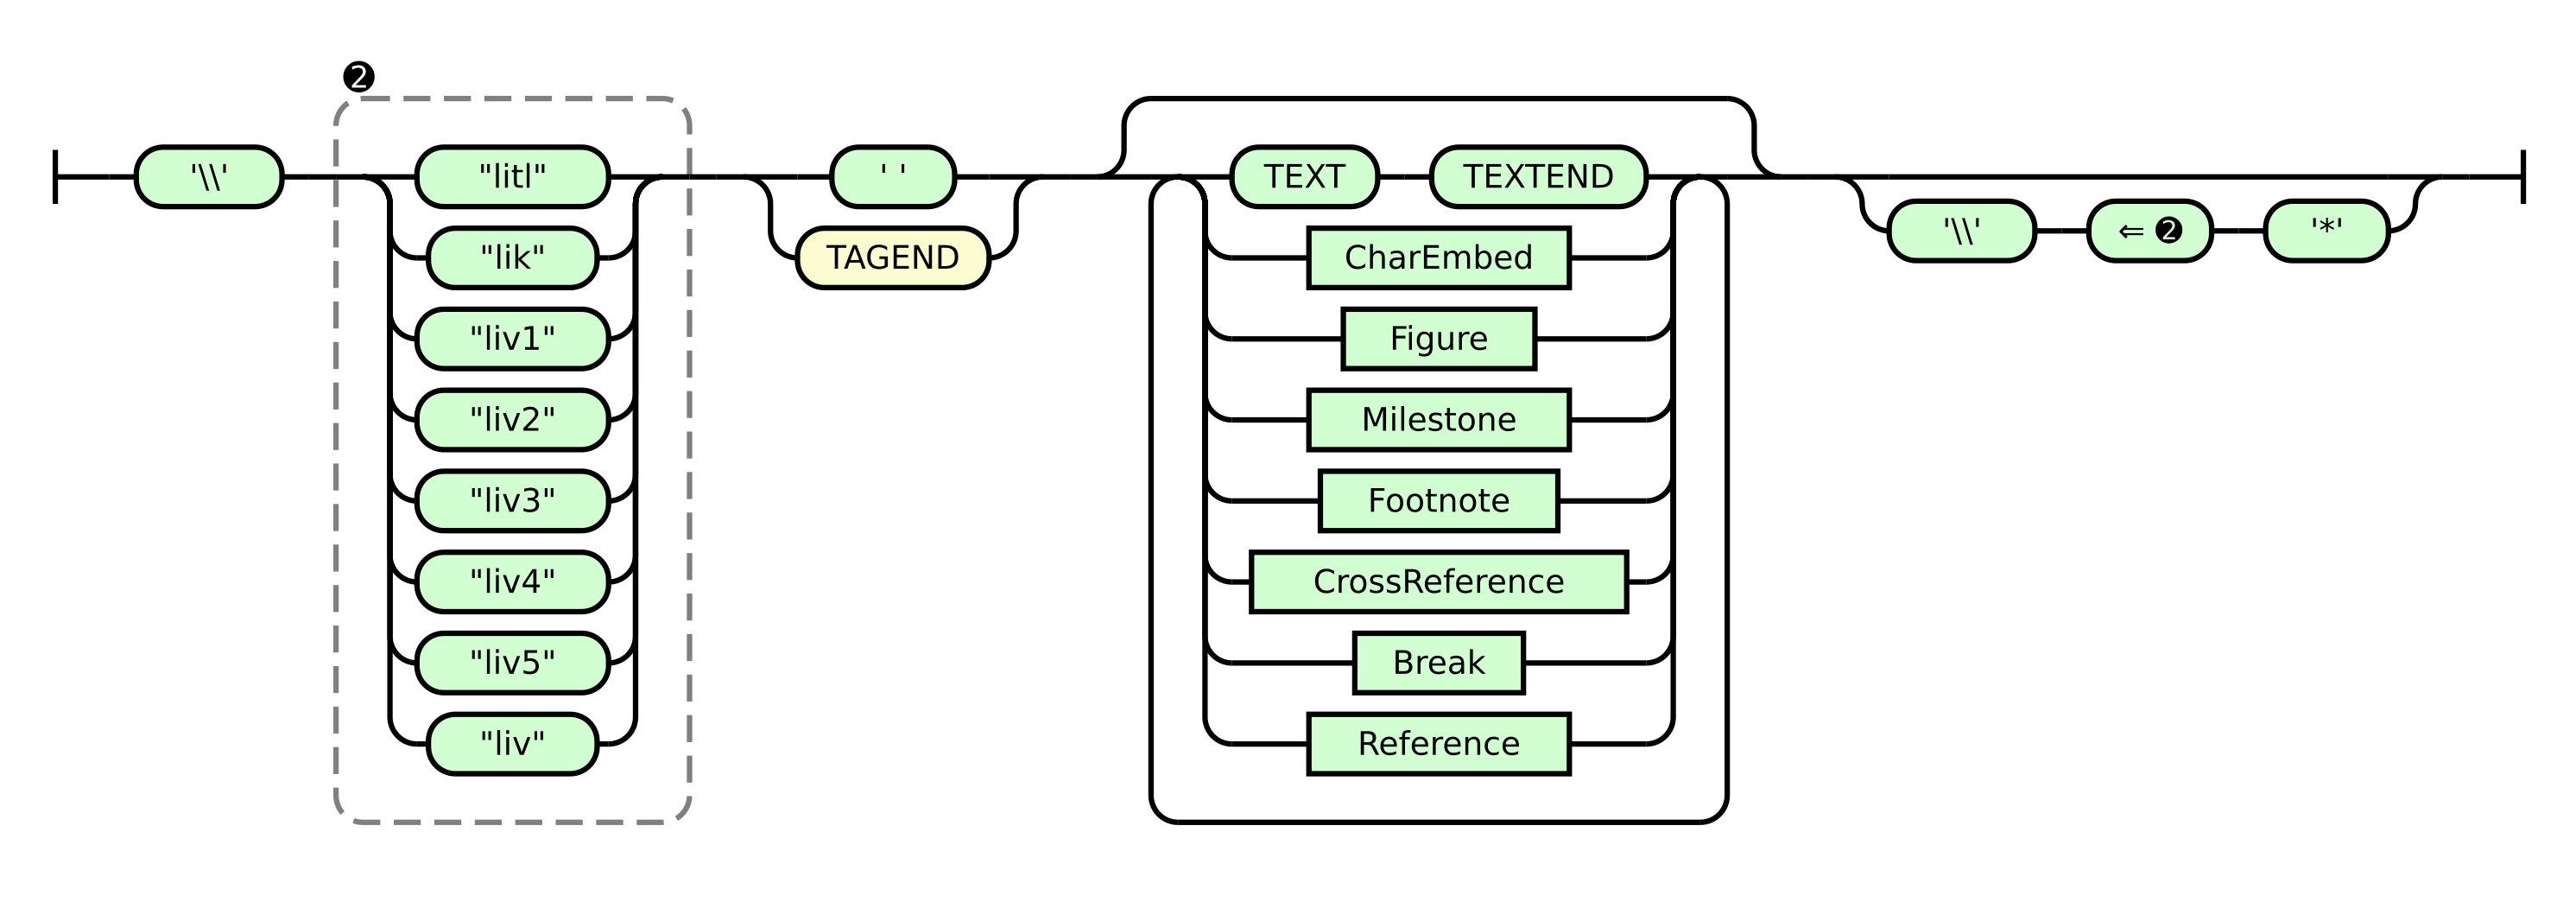 ❷
'\\' "litl" ' ' TEXT TEXTEND
"lik" TAGEND CharEmbed '\\' ⇐ ❷ '*'
"liv1" Figure
"liv2" Milestone
"liv3" Footnote
"liv4" CrossReference
"liv5" Break
"liv" Reference